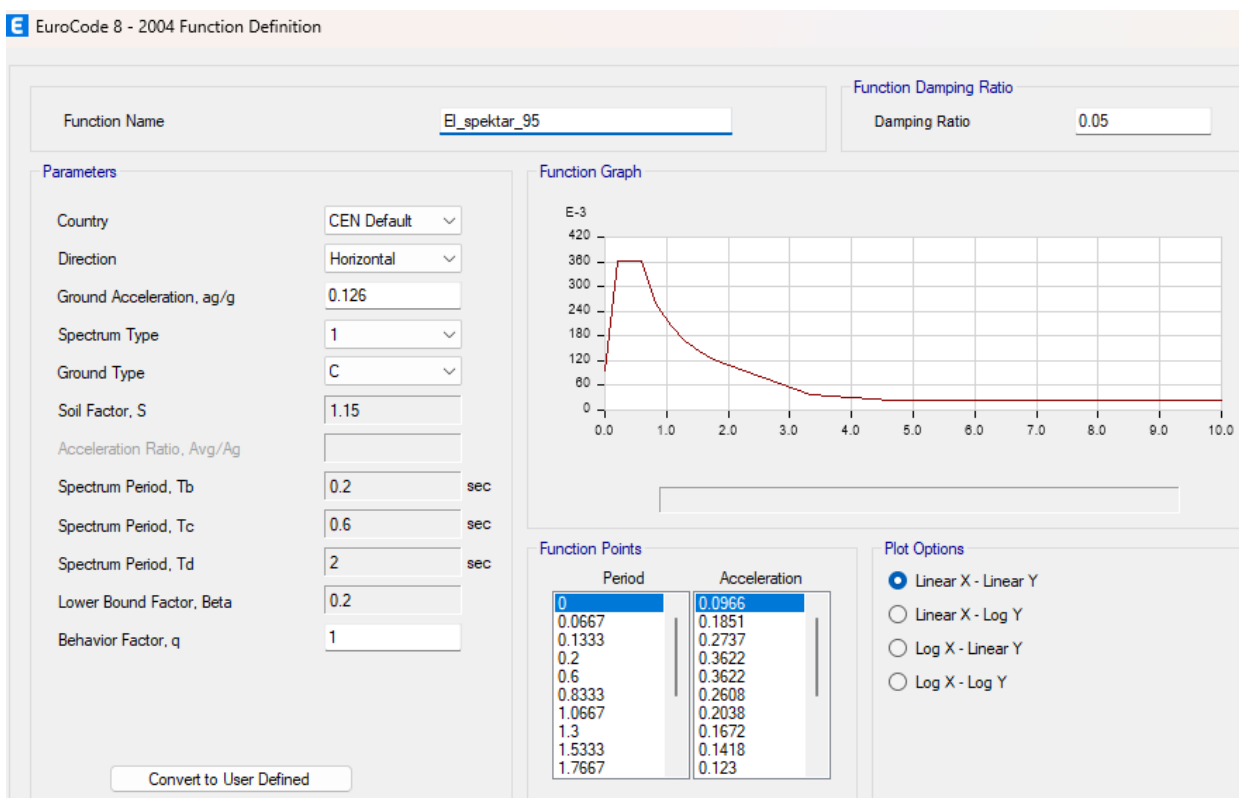 E EuroCode 8 - 2004 Function Definition
Function Name
El_spektar_95
Function Damping Ratio
Damping Ratio
0.05
Parameters
Country
CEN Default
Direction
Horizontal
Ground Acceleration, ag/g
0.126
Spectrum Type
1
Ground Type
C
Soil Factor, S
1.15
Acceleration Ratio, Avg/Ag
Spectrum Period, Tb
0.2
sec
Spectrum Period, Tc
0.6
sec
Spectrum Period, Td
2
sec
Lower Bound Factor, Beta
0.2
Behavior Factor, q
1
Convert to User Defined
Function Graph
E-3
420
360
300
240
180
120
60
0
0.0 1.0 2.0 3.0 4.0 5.0 6.0 7.0 8.0 9.0 10.0
Function Points
Period Acceleration
0 0.0966
0.0667 0.1851
0.1333 0.2737
0.2 0.3622
0.6 0.3622
0.8333 0.2608
1.0667 0.2038
1.3 0.1672
1.5333 0.1418
1.7667 0.123
Plot Options
Linear X - Linear Y
Linear X - Log Y
Log X - Linear Y
Log X - Log Y